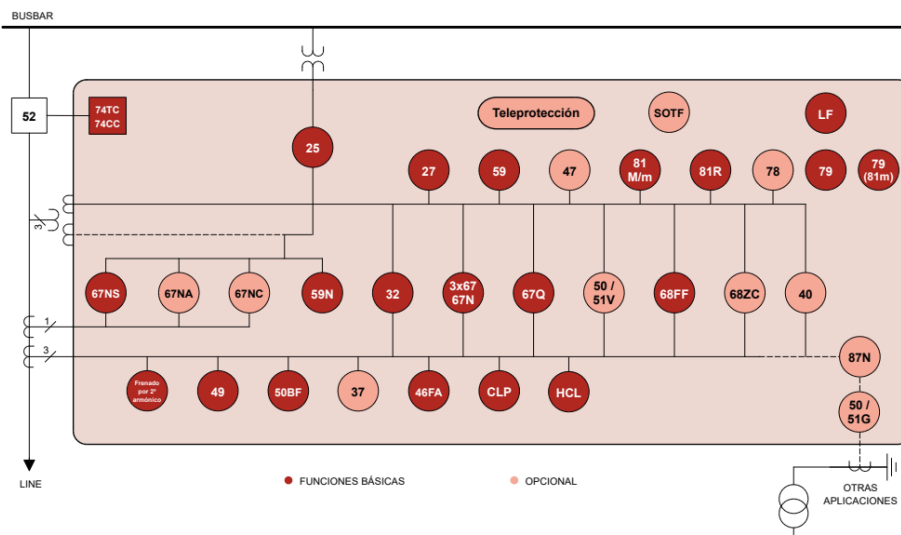 BUSBAR
52
74TC
74CC
Teleprotección
SOTF
LF
25
27
59
47
81
M/m
81R
78
79
79
(81m)
3
67NS
67NA
67NC
59N
32
3x67
67N
67Q
50 /
51V
68FF
68ZC
40
1
3
87N
Frenado
por 2º
armónico
49
50BF
37
46FA
CLP
HCL
50 /
51G
LINE
FUNCIONES BÁSICAS
OPCIONAL
OTRAS
APLICACIONES